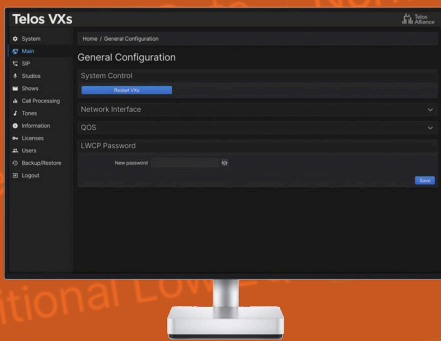 Telos VXs
Telos
Alliance
System
Main
SIP
Studios
Shows
Call Processing
Tones
Information
Licenses
Users
Backup/Restore
Logout
Home / General Configuration
General Configuration
System Control
Restart VXs
Network Interface
QOS
LWCP Password
New password
Save
itional Low